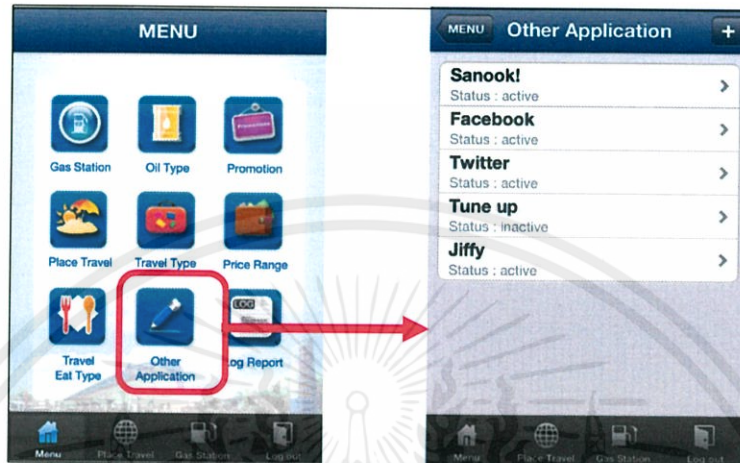 MENU
Gas Station
Oil Type
Promotions
Promotion
Place Travel
Travel Type
Price Range
LOG
Travel
Eat Type
Other
Application
Log Report
Menu
Place Travel
Gas Station
Log out
MENU
Other Application
+
Sanook!
Status : active
Facebook
Status : active
Twitter
Status : active
Tune up
Status : inactive
Jiffy
Status : active
Menu
Place Travel
Gas Station
Log out